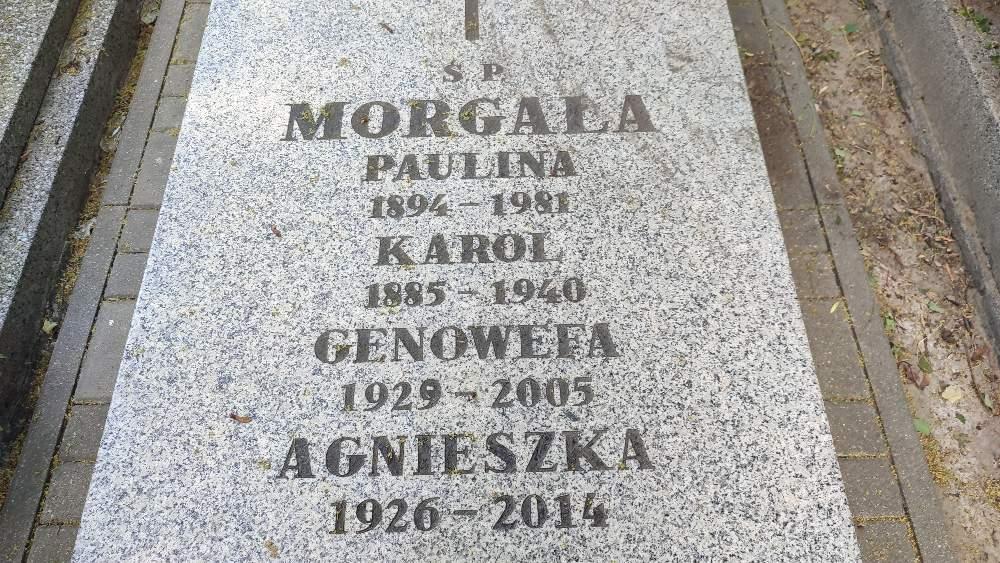 Ś P
MORGAŁA
PAULINA
1894 – 1981
KAROL
1885 – 1940
GENOWEFA
1929 – 2005
AGNIESZKA
1926 – 2014